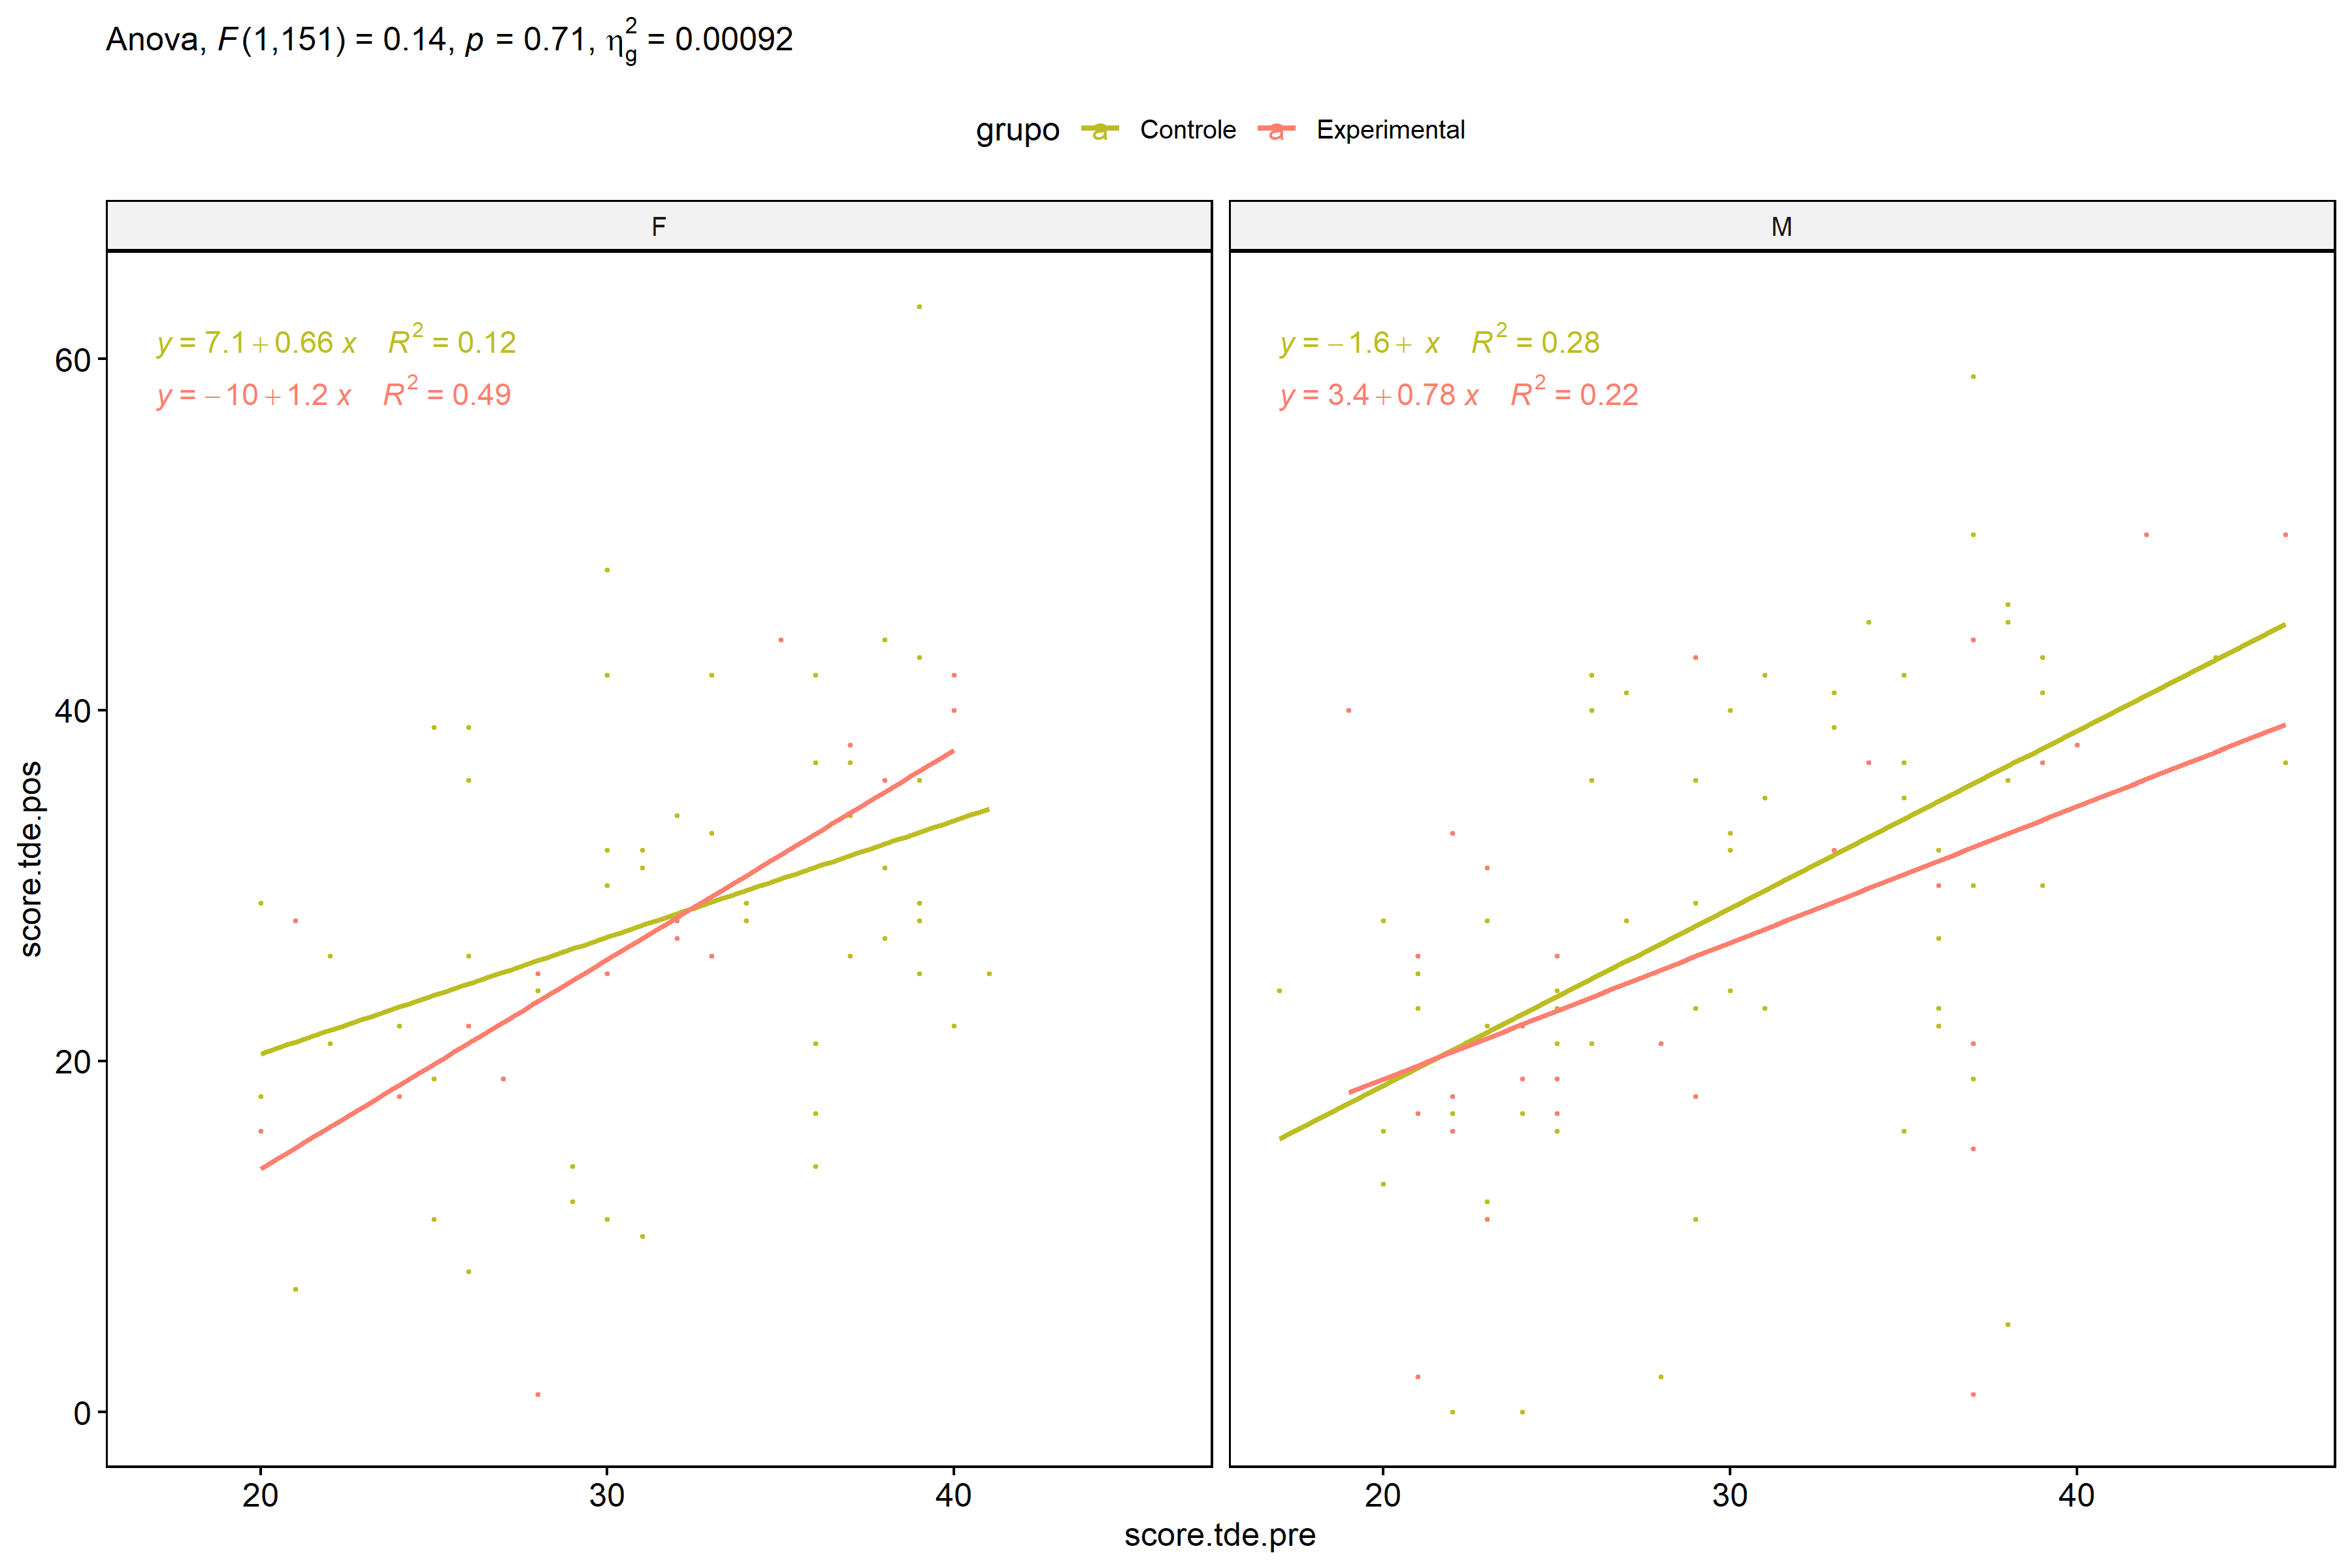 Anova, F(1,151) = 0.14, p = 0.71, η²g = 0.00092
grupo a Controle a Experimental
F
M
y = 7.1 + 0.66 x R² = 0.12
y = −10 + 1.2 x R² = 0.49
y = −1.6 + x R² = 0.28
y = 3.4 + 0.78 x R² = 0.22
score.tde.pos
60
40
20
0
20 30 40
20 30 40
score.tde.pre